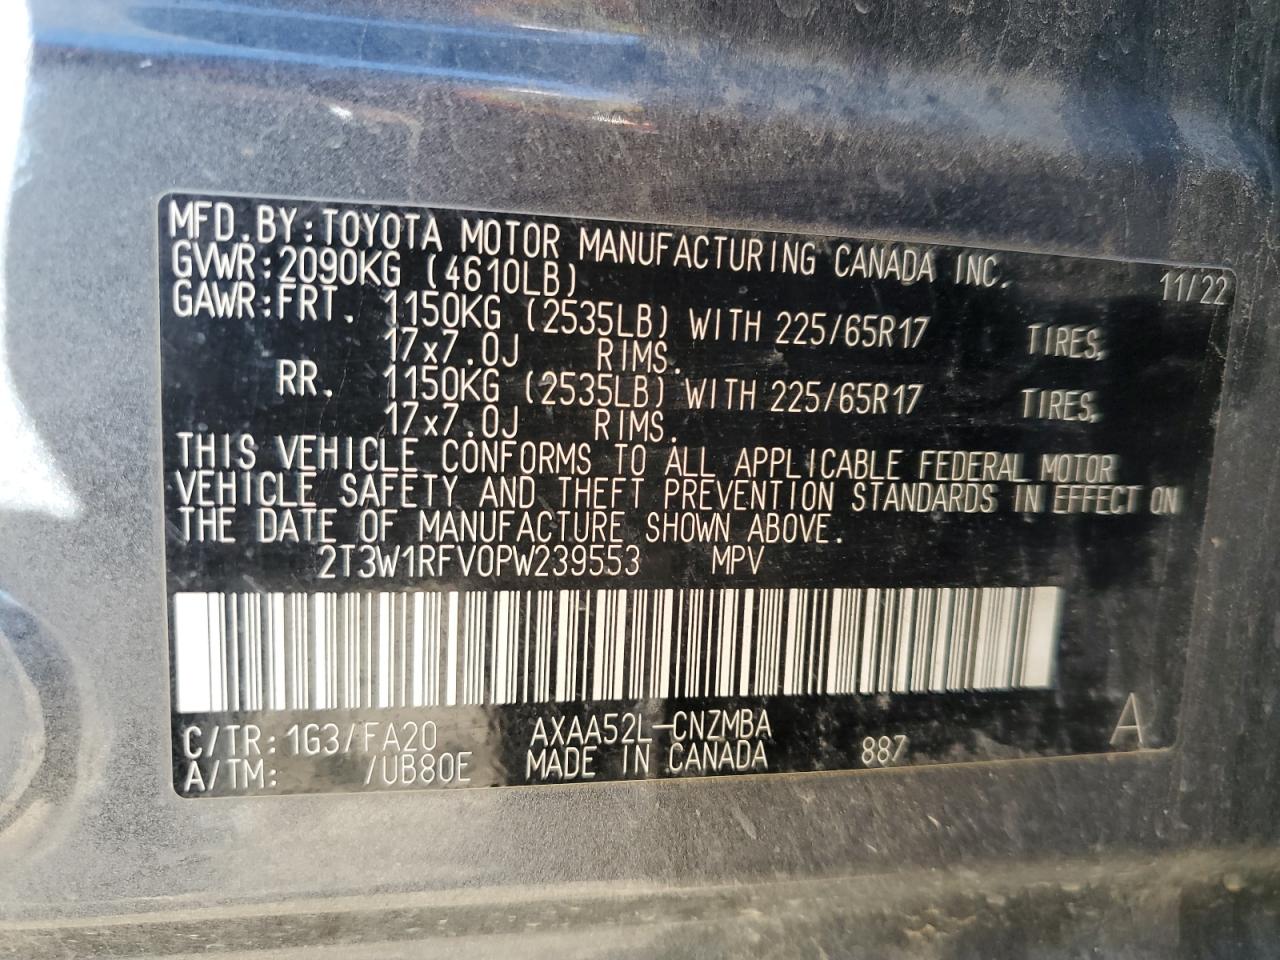 MFD.BY:TOYOTA MOTOR MANUFACTURING CANADA INC. 11/22
GVWR:2090KG (4610LB)
GAWR:FRT. 1150KG (2535LB) WITH 225/65R17 TIRES,
17x7.0J RIMS.
RR. 1150KG (2535LB) WITH 225/65R17 TIRES,
17x7.0J RIMS.
THIS VEHICLE CONFORMS TO ALL APPLICABLE FEDERAL MOTOR
VEHICLE SAFETY AND THEFT PREVENTION STANDARDS IN EFFECT ON
THE DATE OF MANUFACTURE SHOWN ABOVE.
2T3W1RFV0PW239553 MPV
C/TR:1G3/FA20 AXAA52L-CNZMBA A
A/TM: /UB80E MADE IN CANADA 887